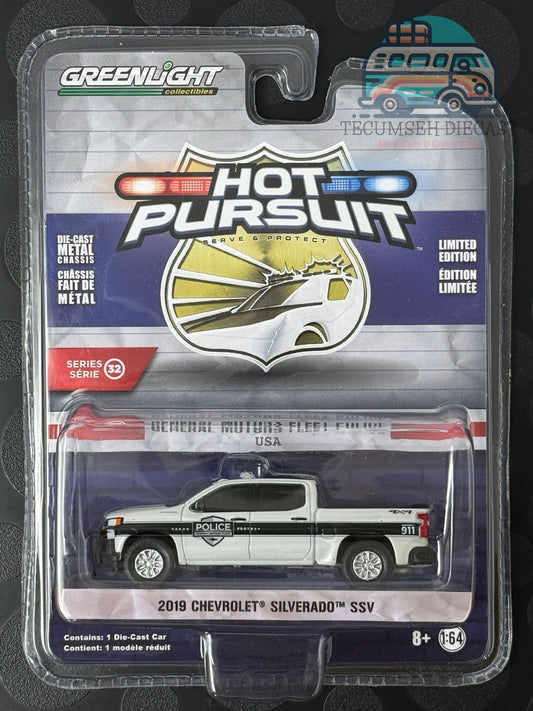 GREENLIGHT
collectibles
TECUMSEH DIECAS
HOT
PURSUIT
SERVE & PROTECT
DIE-CAST
METAL
CHASSIS
CHÂSSIS
FAIT DE
MÉTAL
LIMITED
EDITION
ÉDITION
LIMITÉE
SERIES
SÉRIE 32
GENERAL MOTORS FLEET POLICE
USA
POLICE
4X4
911
2019 CHEVROLET® SILVERADO™ SSV
Contains: 1 Die-Cast Car
Contient: 1 modèle réduit
8+ 1:64